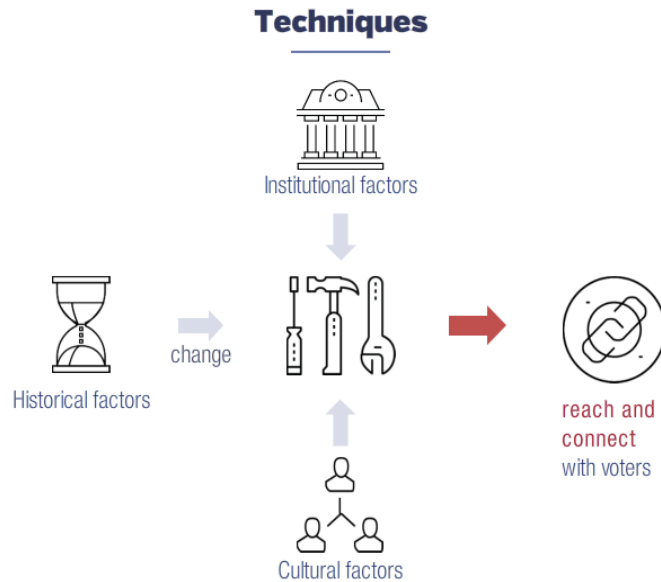 Techniques
Institutional factors
change
Historical factors
reach and
connect
with voters
Cultural factors